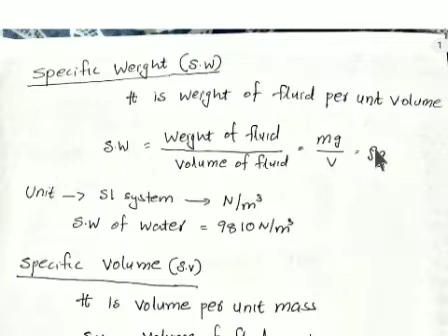 1
Specific Weight (S.W)
It is weight of fluid per unit volume
S.W = weight of fluid / volume of fluid = mg / v =
Unit → SI system → N/m³
S.W of water = 9810 N/m³
Specific Volume (S.V)
It is volume per unit mass